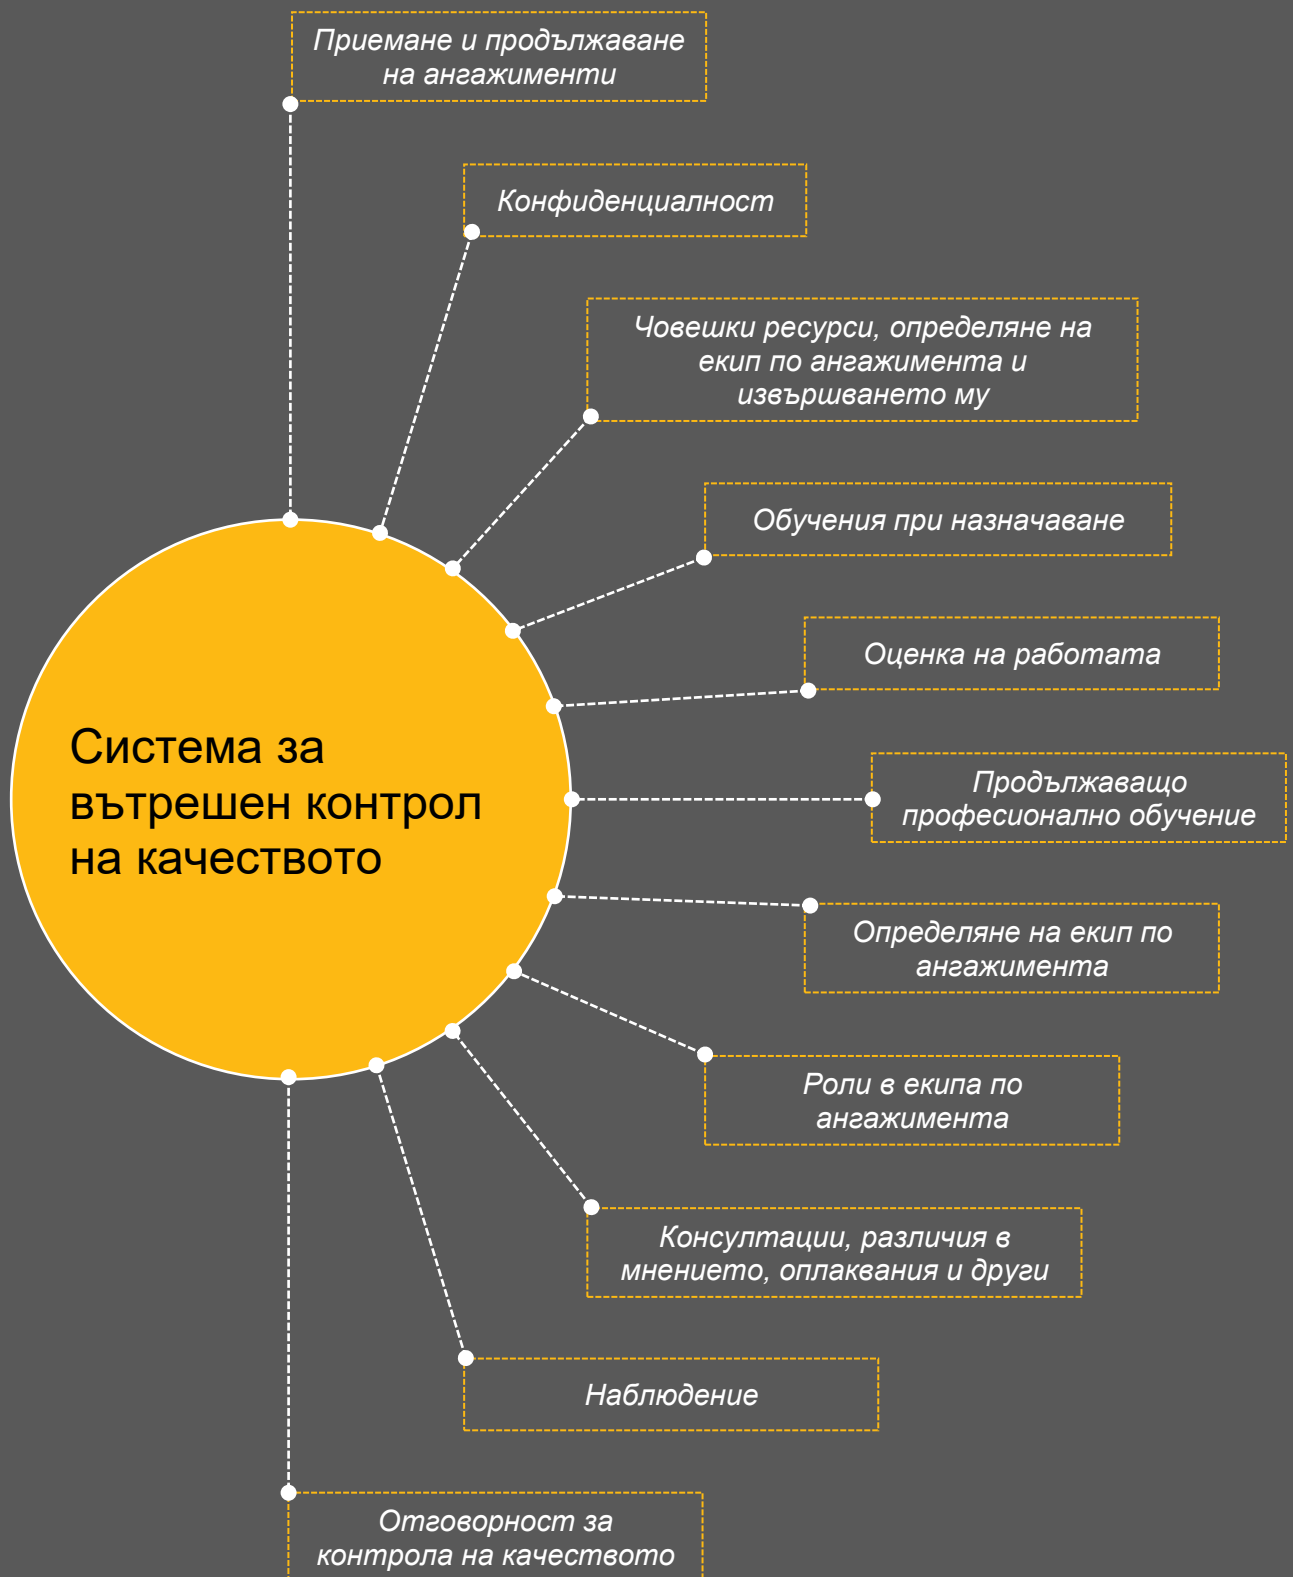 Приемане и продължаване
на ангажименти
Конфиденциалност
Човешки ресурси, определяне на
екип по ангажимента и
извършването му
Обучения при назначаване
Оценка на работата
Система за
вътрешен контрол
на качеството
Продължаващо
професионално обучение
Определяне на екип по
ангажимента
Роли в екипа по
ангажимента
Консултации, различия в
мнението, оплаквания и други
Наблюдение
Отговорност за
контрола на качеството